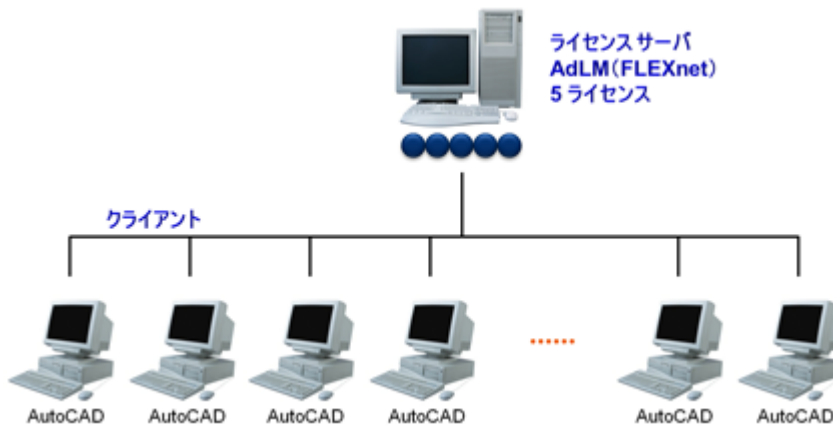 ライセンス サーバ
AdLM(FLEXnet)
5 ライセンス
クライアント
AutoCAD
AutoCAD
AutoCAD
AutoCAD
......
AutoCAD
AutoCAD